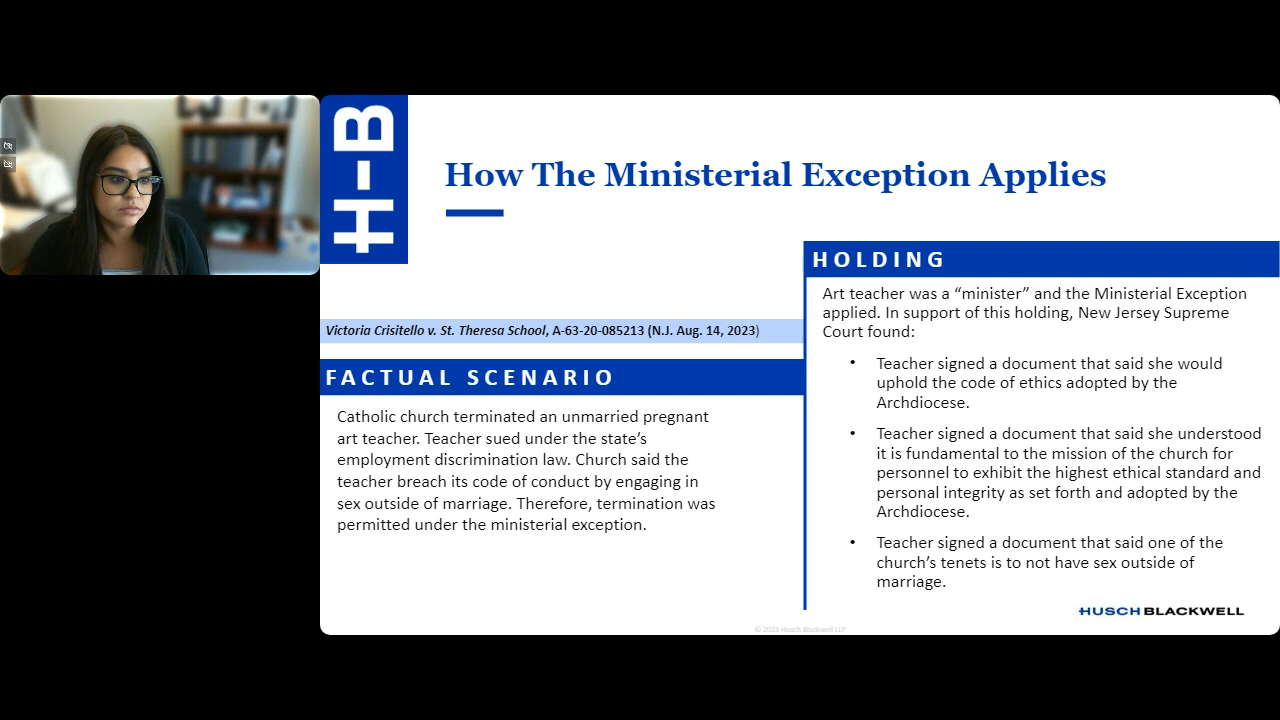 H-B
How The Ministerial Exception Applies
Victoria Crisitello v. St. Theresa School, A-63-20-085213 (N.J. Aug. 14, 2023)
FACTUAL SCENARIO
Catholic church terminated an unmarried pregnant
art teacher. Teacher sued under the state's
employment discrimination law. Church said the
teacher breach its code of conduct by engaging in
sex outside of marriage. Therefore, termination was
permitted under the ministerial exception.
HOLDING
Art teacher was a “minister” and the Ministerial Exception
applied. In support of this holding, New Jersey Supreme
Court found:
• Teacher signed a document that said she would
uphold the code of ethics adopted by the
Archdiocese.
• Teacher signed a document that said she understood
it is fundamental to the mission of the church for
personnel to exhibit the highest ethical standard and
personal integrity as set forth and adopted by the
Archdiocese.
• Teacher signed a document that said one of the
church's tenets is to not have sex outside of
marriage.
HUSCH BLACKWELL
© 2023 Husch Blackwell LLP